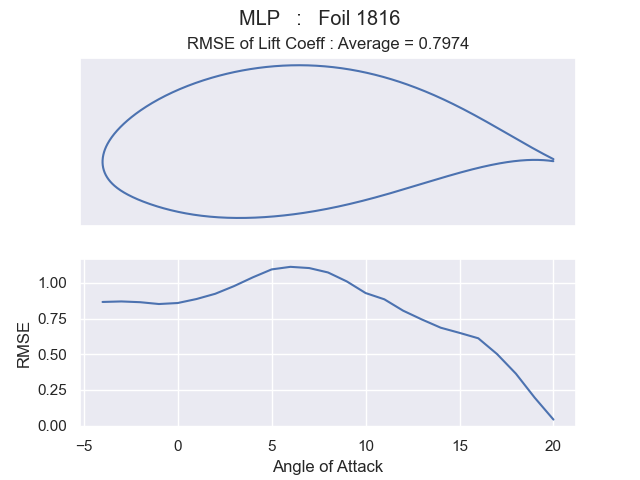 MLP : Foil 1816
RMSE of Lift Coeff : Average = 0.7974
1.00
0.75
0.50
0.25
0.00
RMSE
−5 0 5 10 15 20
Angle of Attack